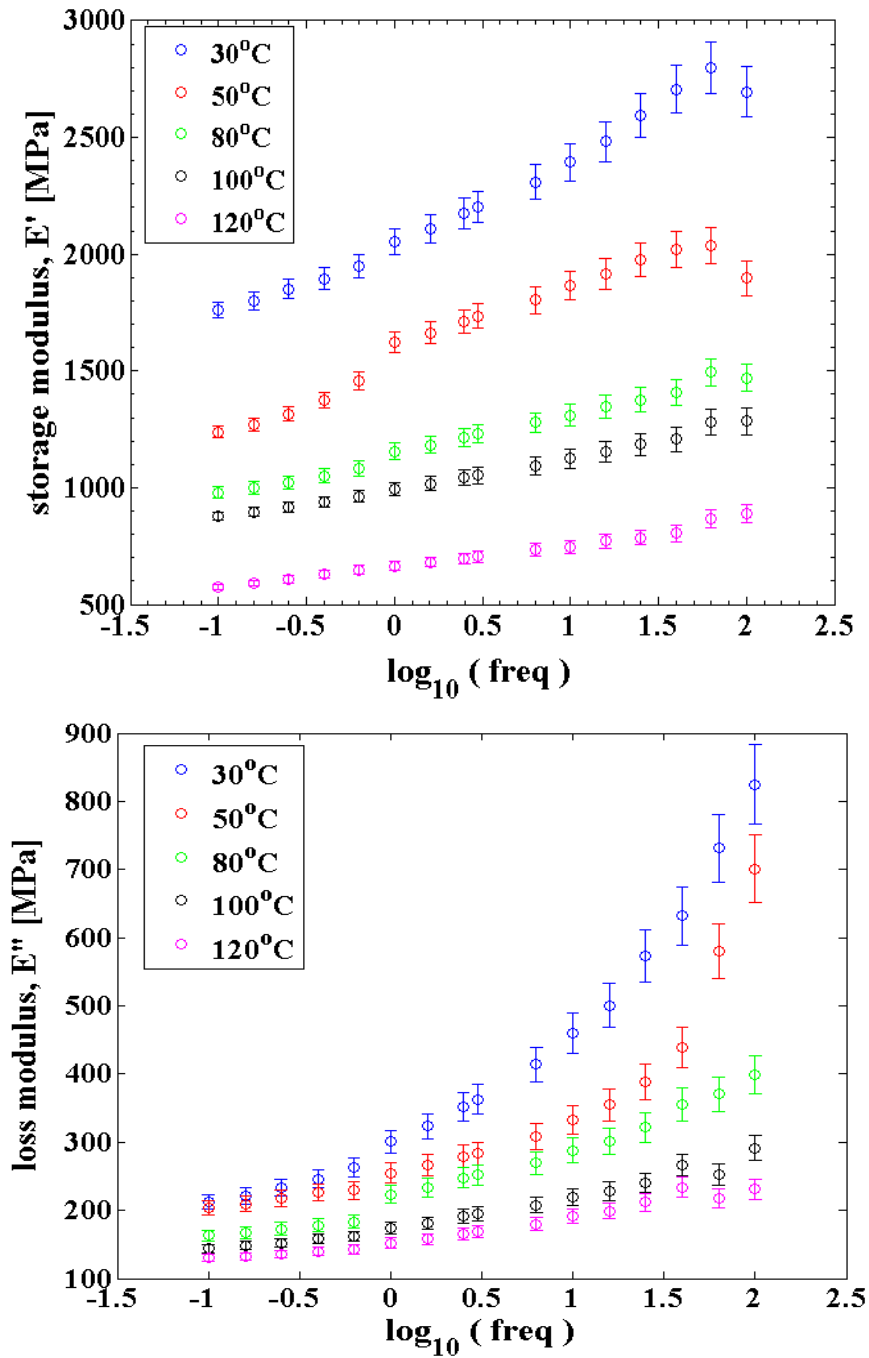 3000
30°C
50°C
80°C
100°C
120°C
2500
2000
1500
1000
500
storage modulus, E' [MPa]
-1.5 -1 -0.5 0 0.5 1 1.5 2 2.5
log10 ( freq )
900
30°C
50°C
80°C
100°C
120°C
800
700
600
500
400
300
200
100
loss modulus, E" [MPa]
-1.5 -1 -0.5 0 0.5 1 1.5 2 2.5
log10 ( freq )